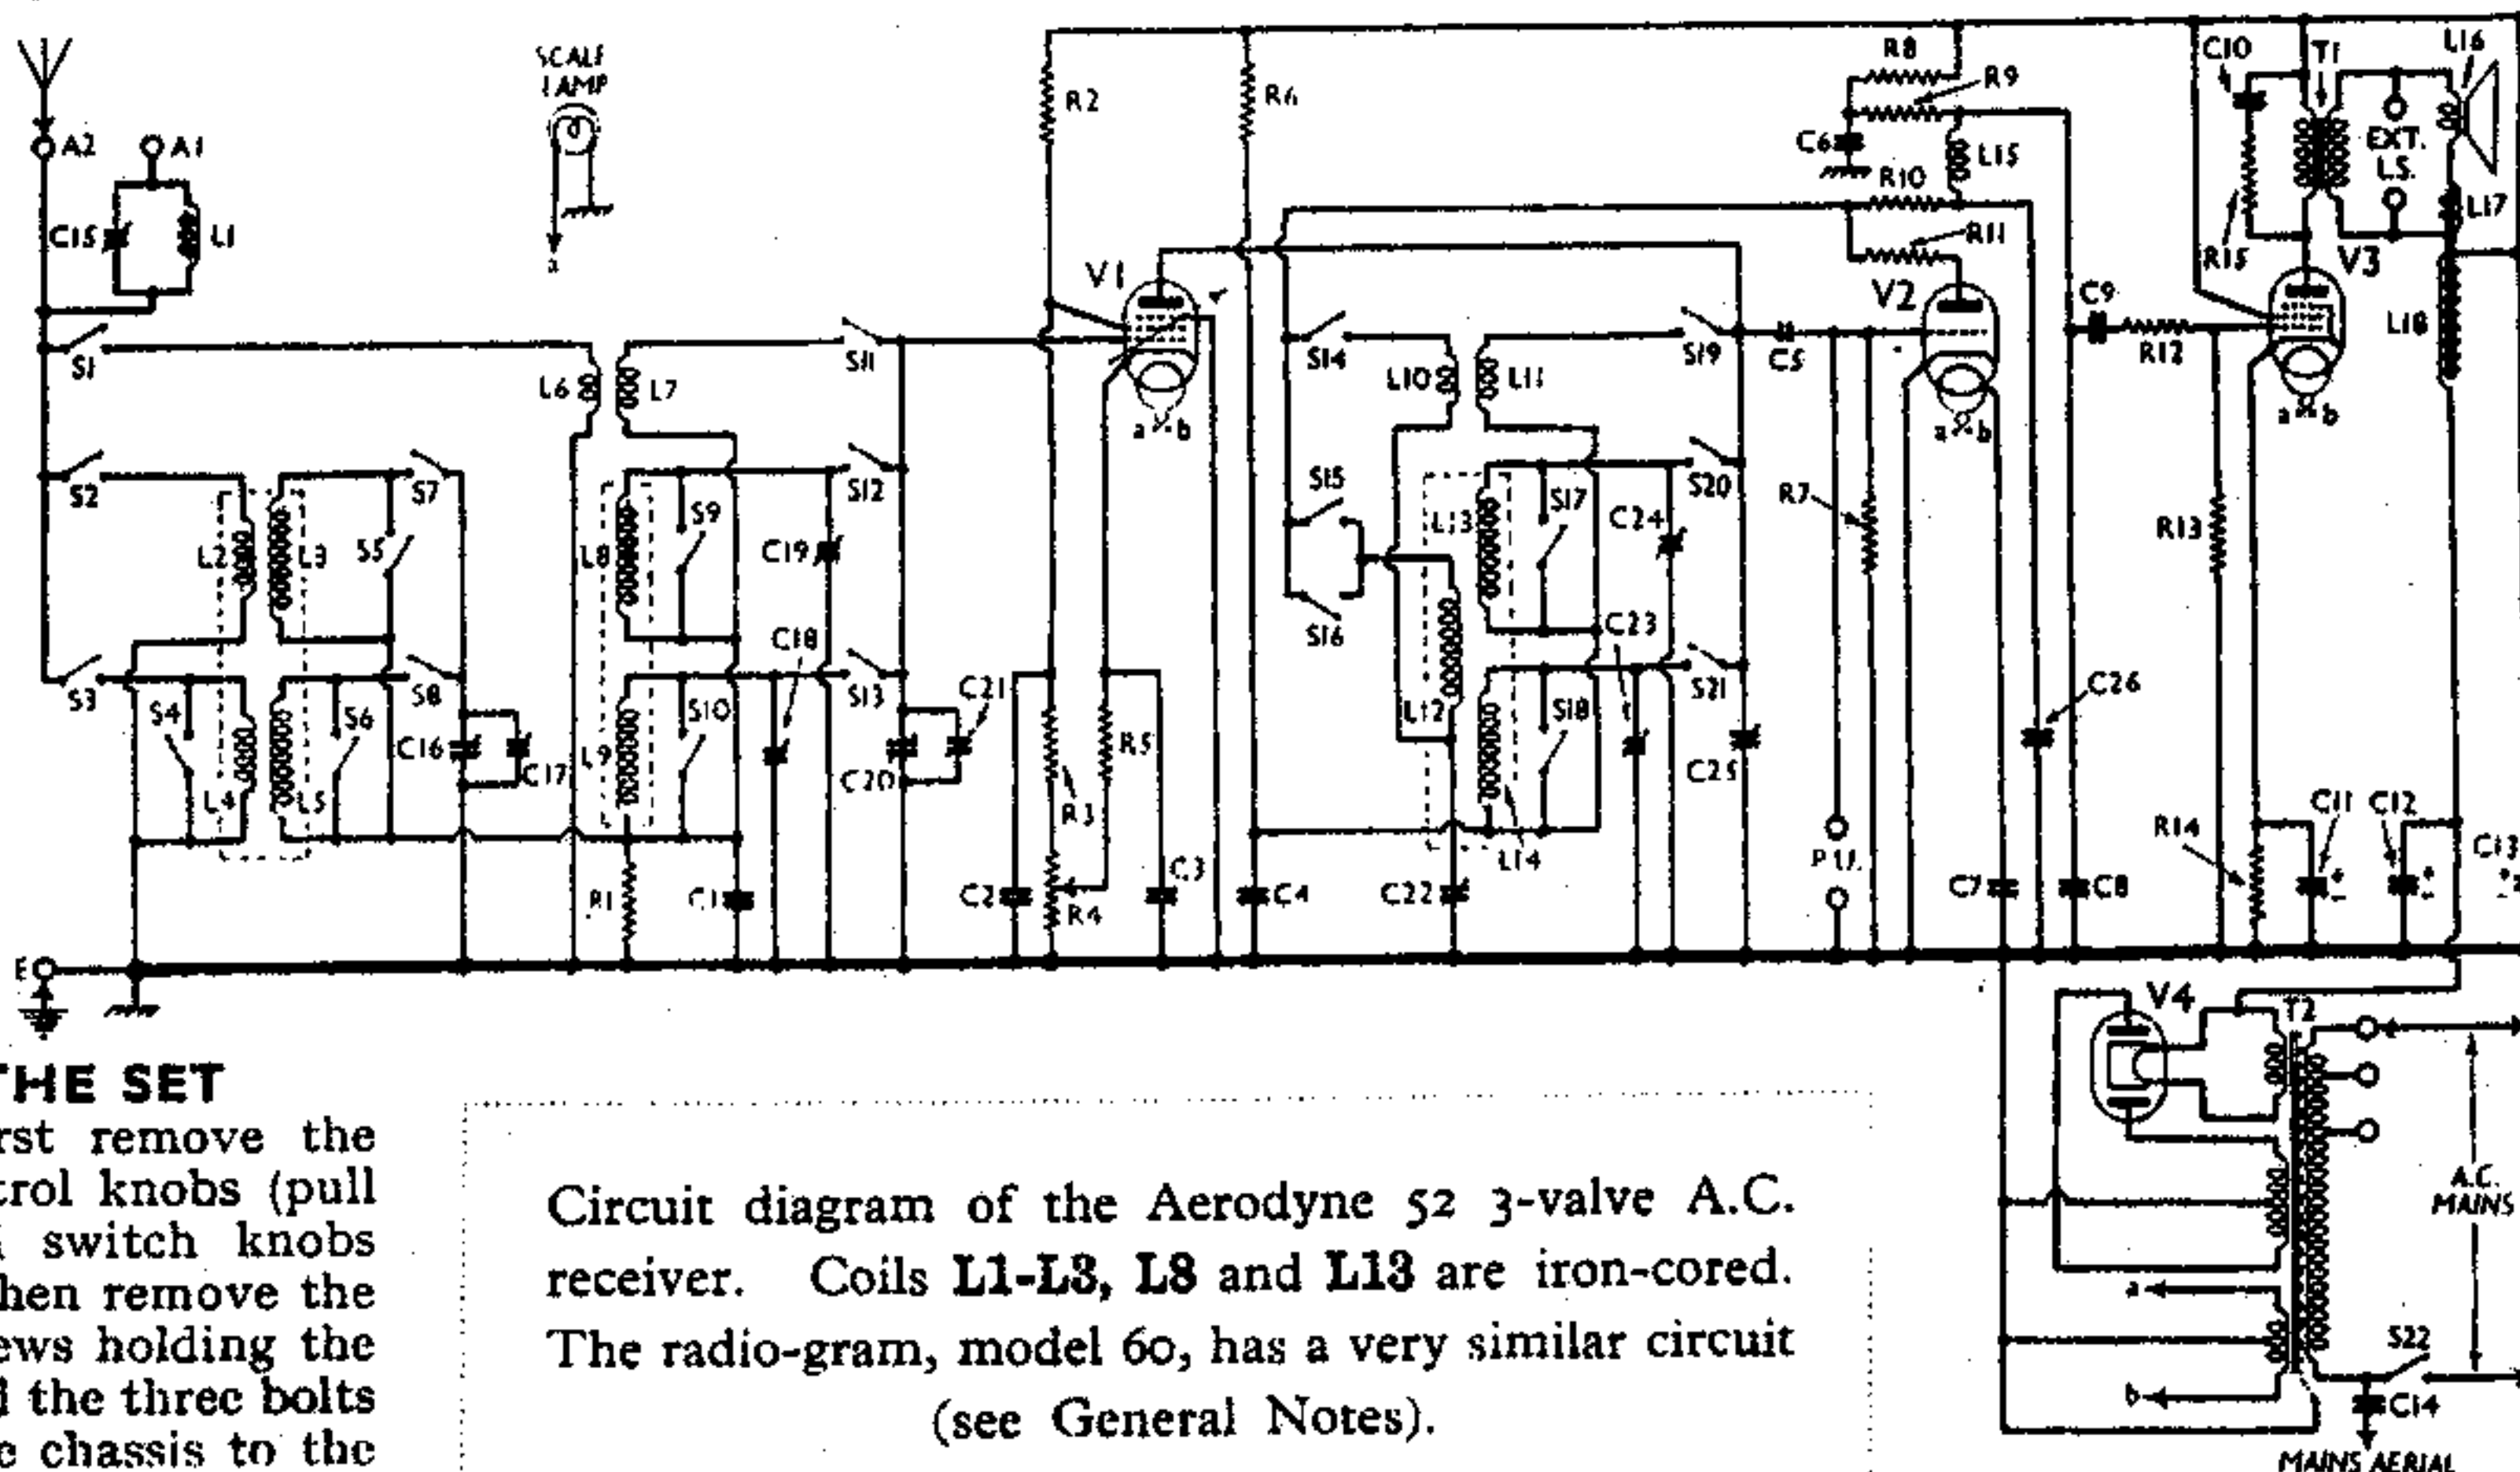 SCALE
LAMP
R2
R6
R8
R9
C10
T1
L16
A2
A1
C6
L15
EXT.
L.S.
C15
L1
R10
L17
a
R11
R15
V3
V1
V2
C9
L18
S1
S11
S14
S19
C5
R12
L6
L7
L10
L11
a b
a b
a b
S2
S7
S12
S15
S17
S20
R7
L2
L3
S5
L8
S9
C19
L13
C24
R13
S16
C18
C23
S3
S4
S6
S8
S10
S13
C21
L12
S18
S21
C26
C16
C17
L9
C20
R5
C25
L4
L5
R3
L14
P.U.
R14
C11
C12
C13
R1
C1
C2
R4
C3
C4
C22
C7
C8
E
V4
T2
THE SET
remove the
knobs (pull
switch knobs
remove the
holding the
the three bolts
chassis to the
Circuit diagram of the Aerodyne 52 3-valve A.C.
receiver. Coils L1-L3, L8 and L13 are iron-cored.
The radio-gram, model 60, has a very similar circuit
(see General Notes).
A.C.
MAINS
a
S22
b
C14
MAINS AERIAL